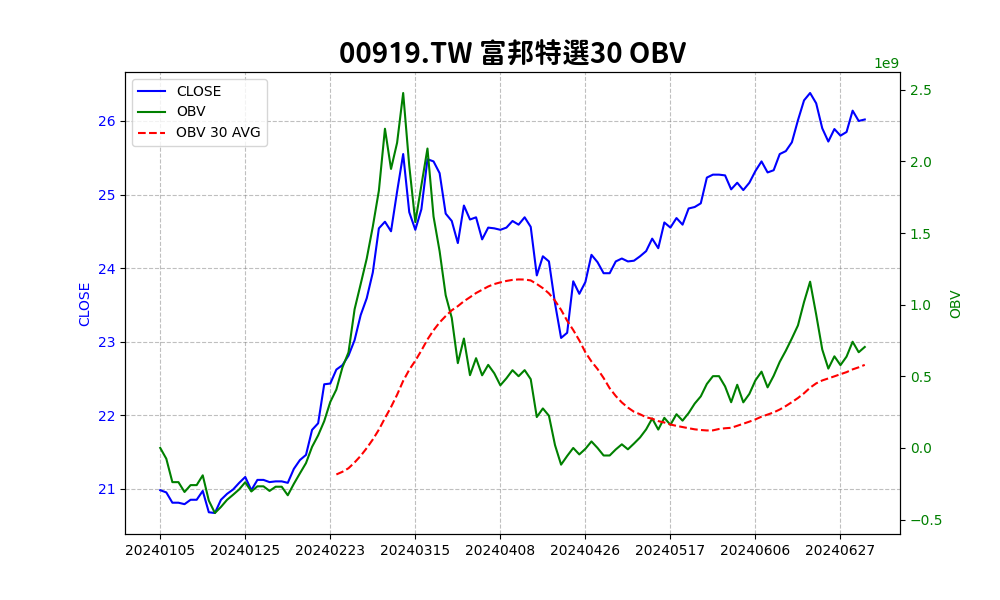 00919.TW 富邦特選30 OBV
1e9
CLOSE
OBV
OBV 30 AVG
26
25
24
23
22
21
CLOSE
2.5
2.0
1.5
1.0
0.5
0.0
−0.5
OBV
20240105 20240125 20240223 20240315 20240408 20240426 20240517 20240606 20240627